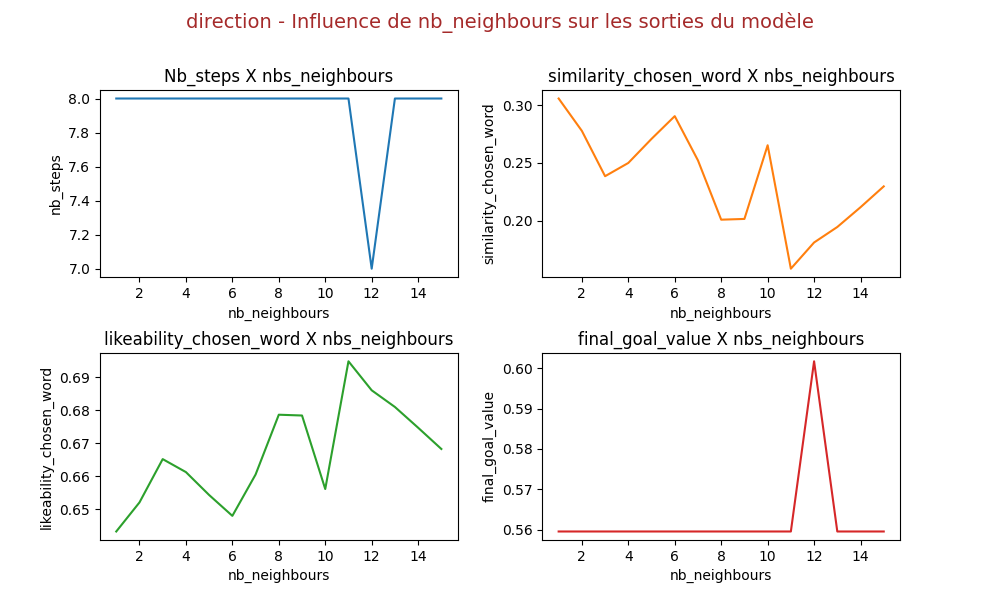 direction - Influence de nb_neighbours sur les sorties du modèle
Nb_steps X nbs_neighbours
8.0
7.8
7.6
7.4
7.2
7.0
nb_steps
2 4 6 8 10 12 14
nb_neighbours
similarity_chosen_word X nbs_neighbours
0.30
0.25
0.20
similarity_chosen_word
2 4 6 8 10 12 14
nb_neighbours
likeability_chosen_word X nbs_neighbours
0.69
0.68
0.67
0.66
0.65
likeability_chosen_word
2 4 6 8 10 12 14
nb_neighbours
final_goal_value X nbs_neighbours
0.60
0.59
0.58
0.57
0.56
final_goal_value
2 4 6 8 10 12 14
nb_neighbours